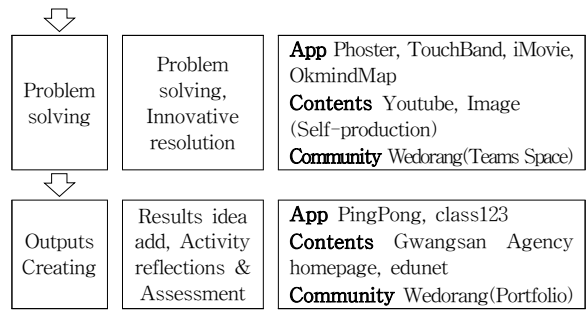 Problem
solving
Problem
solving,
Innovative
resolution
App Phoster, TouchBand, iMovie,
OkmindMap
Contents Youtube, Image
(Self-production)
Community Wedorang(Teams Space)
Outputs
Creating
Results idea
add, Activity
reflections &
Assessment
App PingPong, class123
Contents Gwangsan Agency
homepage, edunet
Community Wedorang(Portfolio)